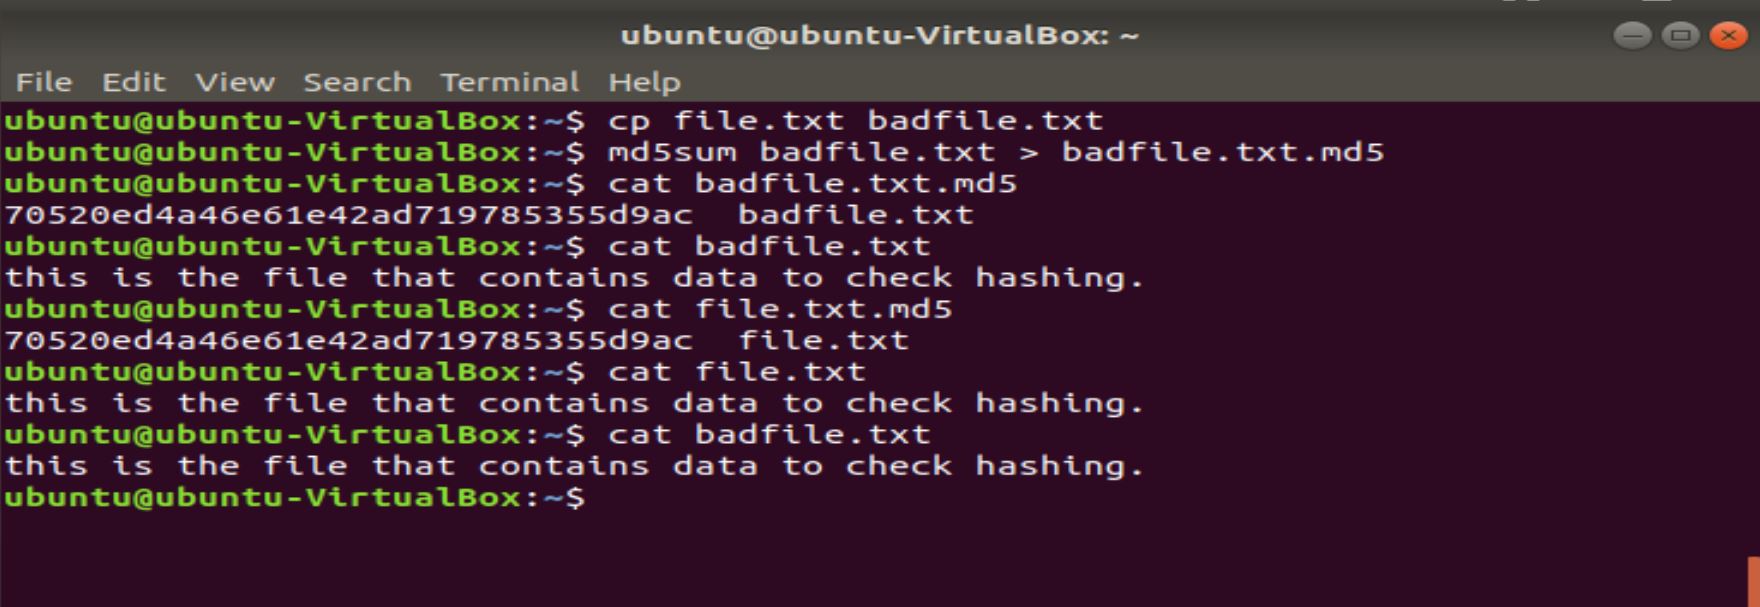 ubuntu@ubuntu-VirtualBox: ~
File Edit View Search Terminal Help
ubuntu@ubuntu-VirtualBox:~$ cp file.txt badfile.txt
ubuntu@ubuntu-VirtualBox:~$ md5sum badfile.txt > badfile.txt.md5
ubuntu@ubuntu-VirtualBox:~$ cat badfile.txt.md5
70520ed4a46e61e42ad719785355d9ac  badfile.txt
ubuntu@ubuntu-VirtualBox:~$ cat badfile.txt
this is the file that contains data to check hashing.
ubuntu@ubuntu-VirtualBox:~$ cat file.txt.md5
70520ed4a46e61e42ad719785355d9ac  file.txt
ubuntu@ubuntu-VirtualBox:~$ cat file.txt
this is the file that contains data to check hashing.
ubuntu@ubuntu-VirtualBox:~$ cat badfile.txt
this is the file that contains data to check hashing.
ubuntu@ubuntu-VirtualBox:~$